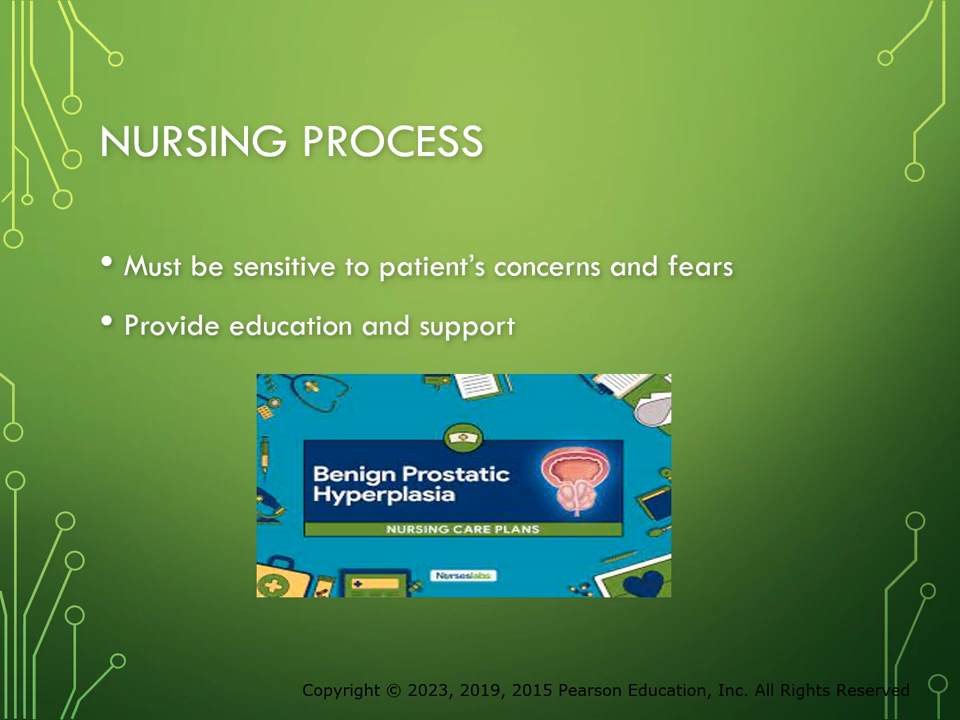 NURSING PROCESS
• Must be sensitive to patient’s concerns and fears
• Provide education and support
Benign Prostatic
Hyperplasia
NURSING CARE PLANS
Nurseslabs
Copyright © 2023, 2019, 2015 Pearson Education, Inc. All Rights Reserved